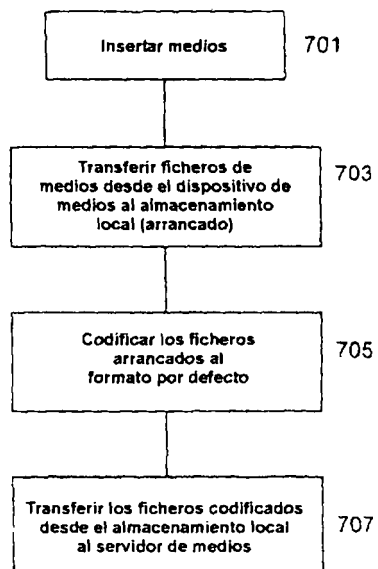 Insertar medios
701
Transferir ficheros de
medios desde el dispositivo de
medios al almacenamiento
local (arrancado)
703
Codificar los ficheros
arrancados al
formato por defecto
705
Transferir los ficheros codificados
desde el almacenamiento local
al servidor de medios
707